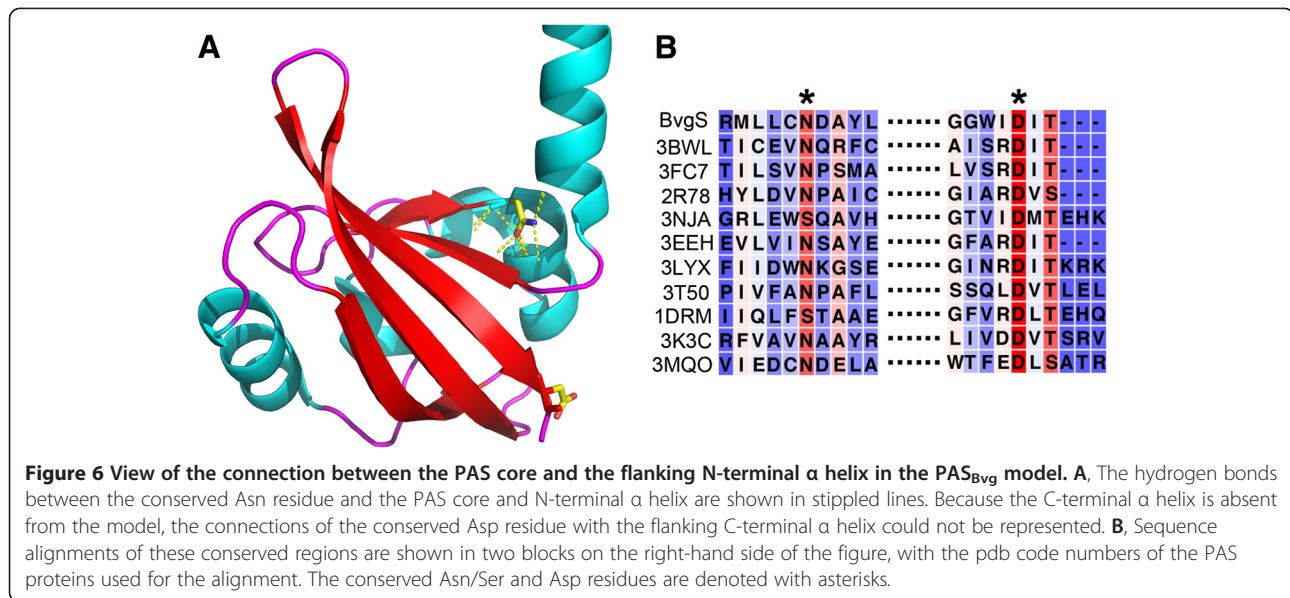 A
B
* *
BvgS RMLLCNDAYL ······ GGWIDIT---
3BWL TICEVNQRFC ······ AISRDIT---
3FC7 TILSVNPSMA ······ LVSRDIT---
2R78 HYLDVNPAIC ······ GIARDVS---
3NJA GRLEWSQAVH ······ GTVIDMTEHK
3EEH EVLVINSAYE ······ GFARDIT---
3LYX FIIDWNKGSE ······ GINRDITKRK
3T50 PIVFANPAFL ······ SSQLDVTLEL
1DRM IIQLFSTAAE ······ GFVRDLTEHQ
3K3C RFVAVNAAYR ······ LIVDDVTSRV
3MQO VIEDCNDELA ······ WTFEDLSATR
Figure 6 View of the connection between the PAS core and the flanking N-terminal α helix in the PASBvg model. A, The hydrogen bonds
between the conserved Asn residue and the PAS core and N-terminal α helix are shown in stippled lines. Because the C-terminal α helix is absent
from the model, the connections of the conserved Asp residue with the flanking C-terminal α helix could not be represented. B, Sequence
alignments of these conserved regions are shown in two blocks on the right-hand side of the figure, with the pdb code numbers of the PAS
proteins used for the alignment. The conserved Asn/Ser and Asp residues are denoted with asterisks.